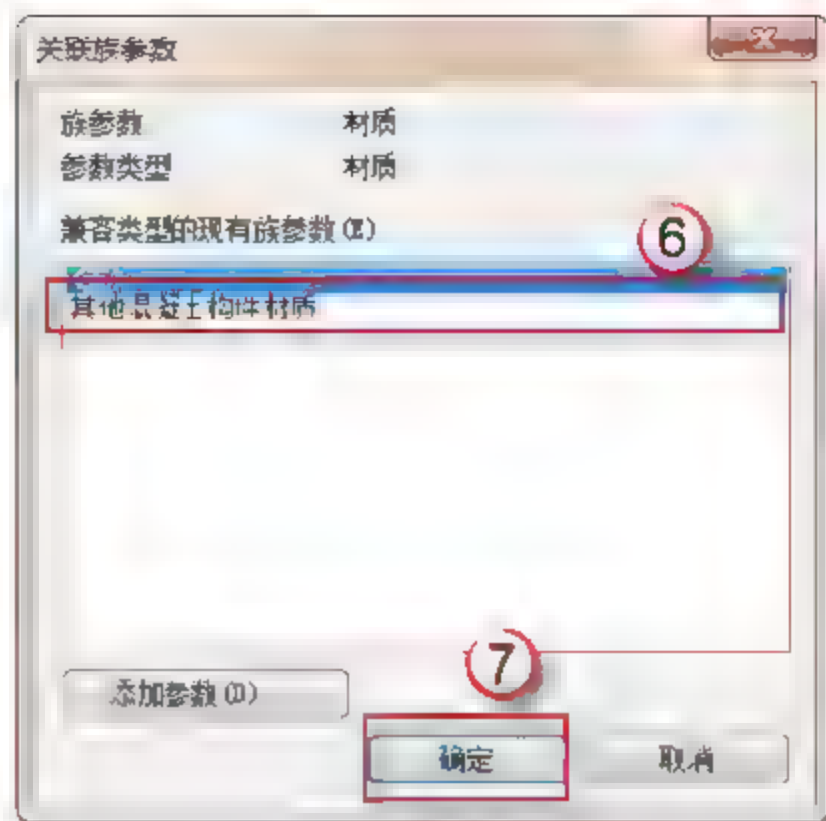 关联族参数
族参数 材质
参数类型 材质
兼容类型的现有族参数(E)
6
其他混凝土构件材质
7
添加参数(D)
确定 取消